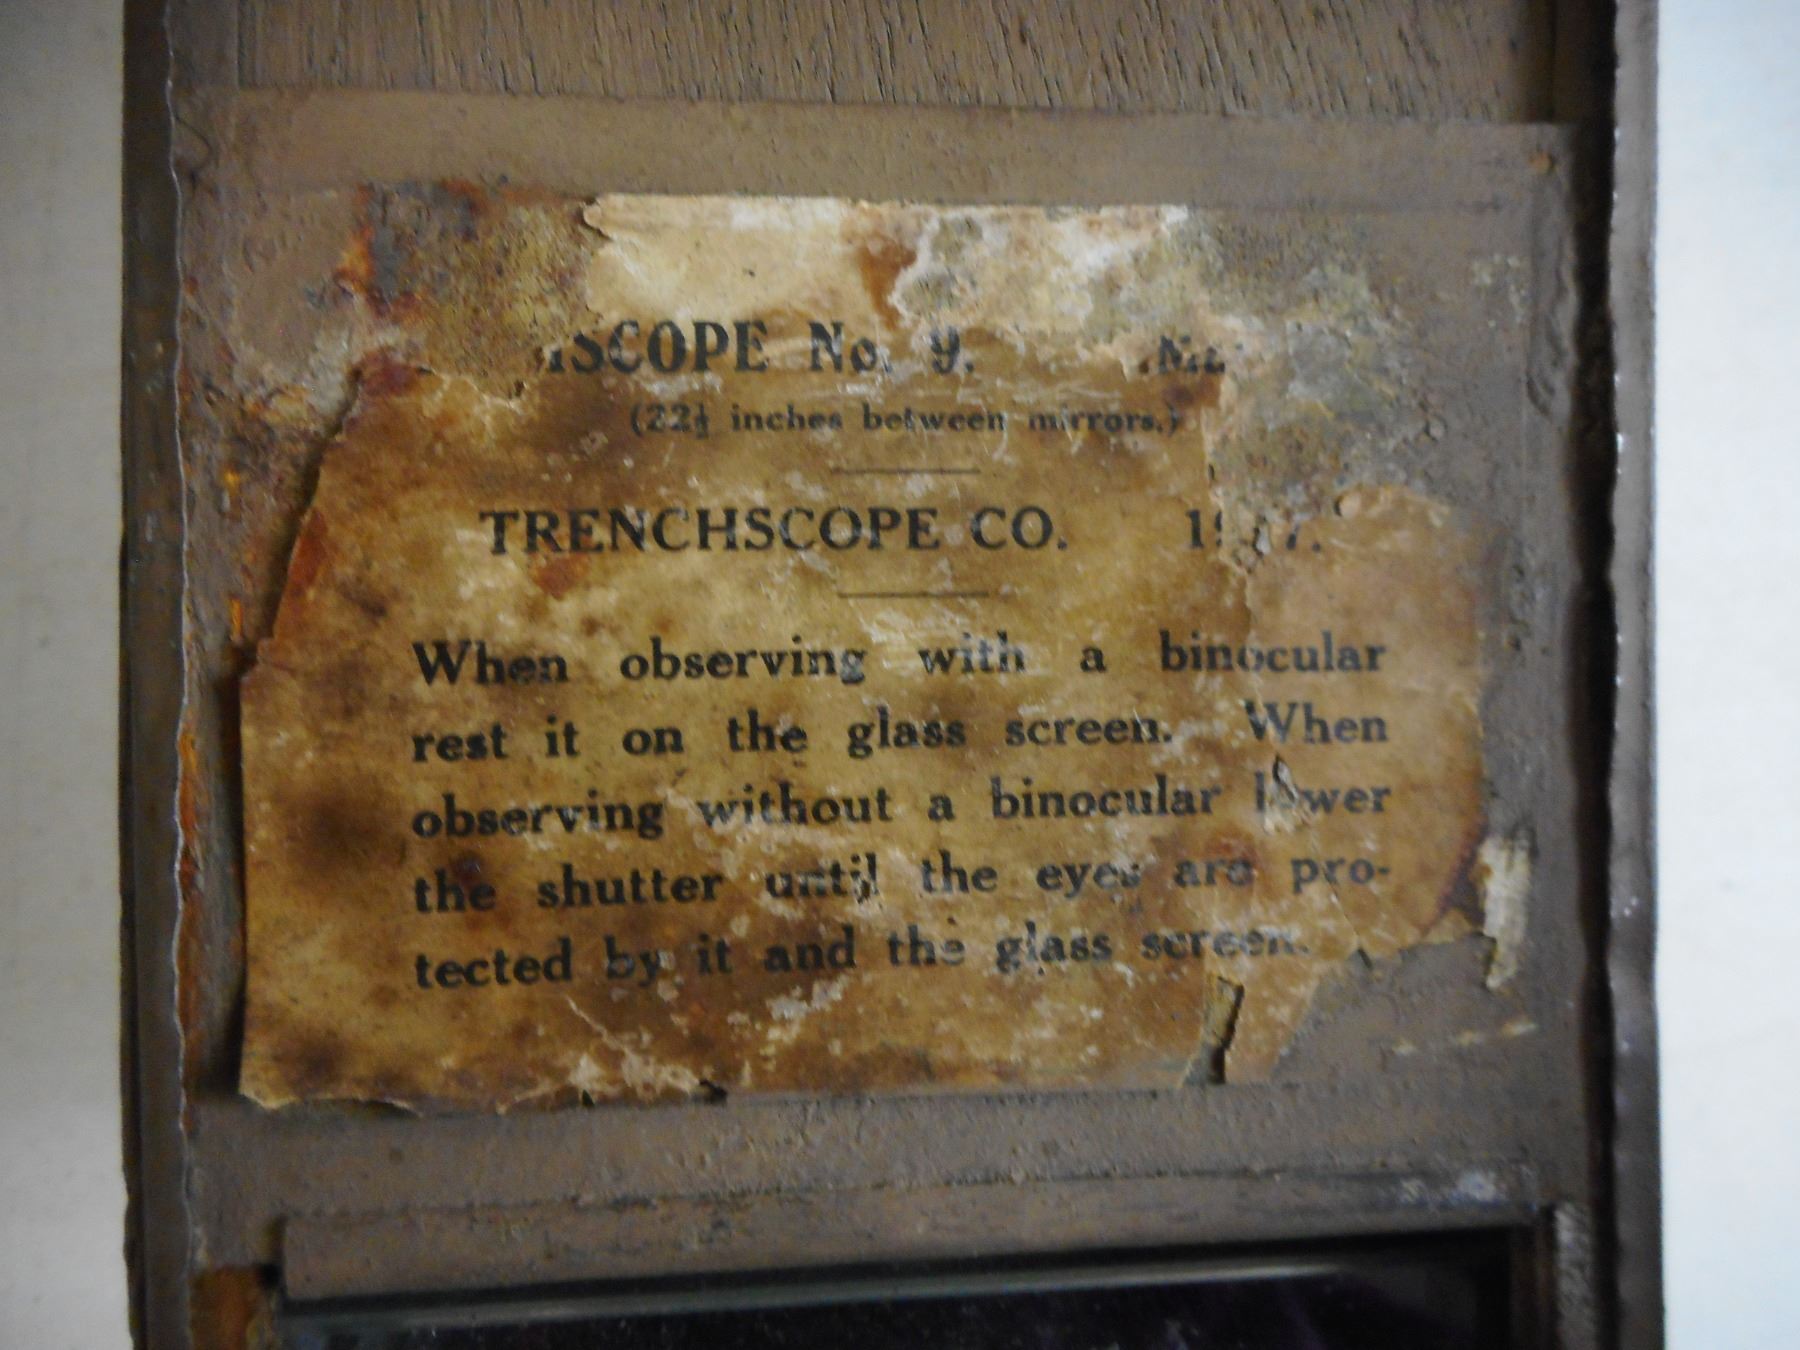 ISCOPE No. 9.
(22½ inches between mirrors.)
TRENCHSCOPE CO. 1917.
When observing with a binocular
rest it on the glass screen. When
observing without a binocular lower
the shutter until the eyes are pro-
tected by it and the glass screen.